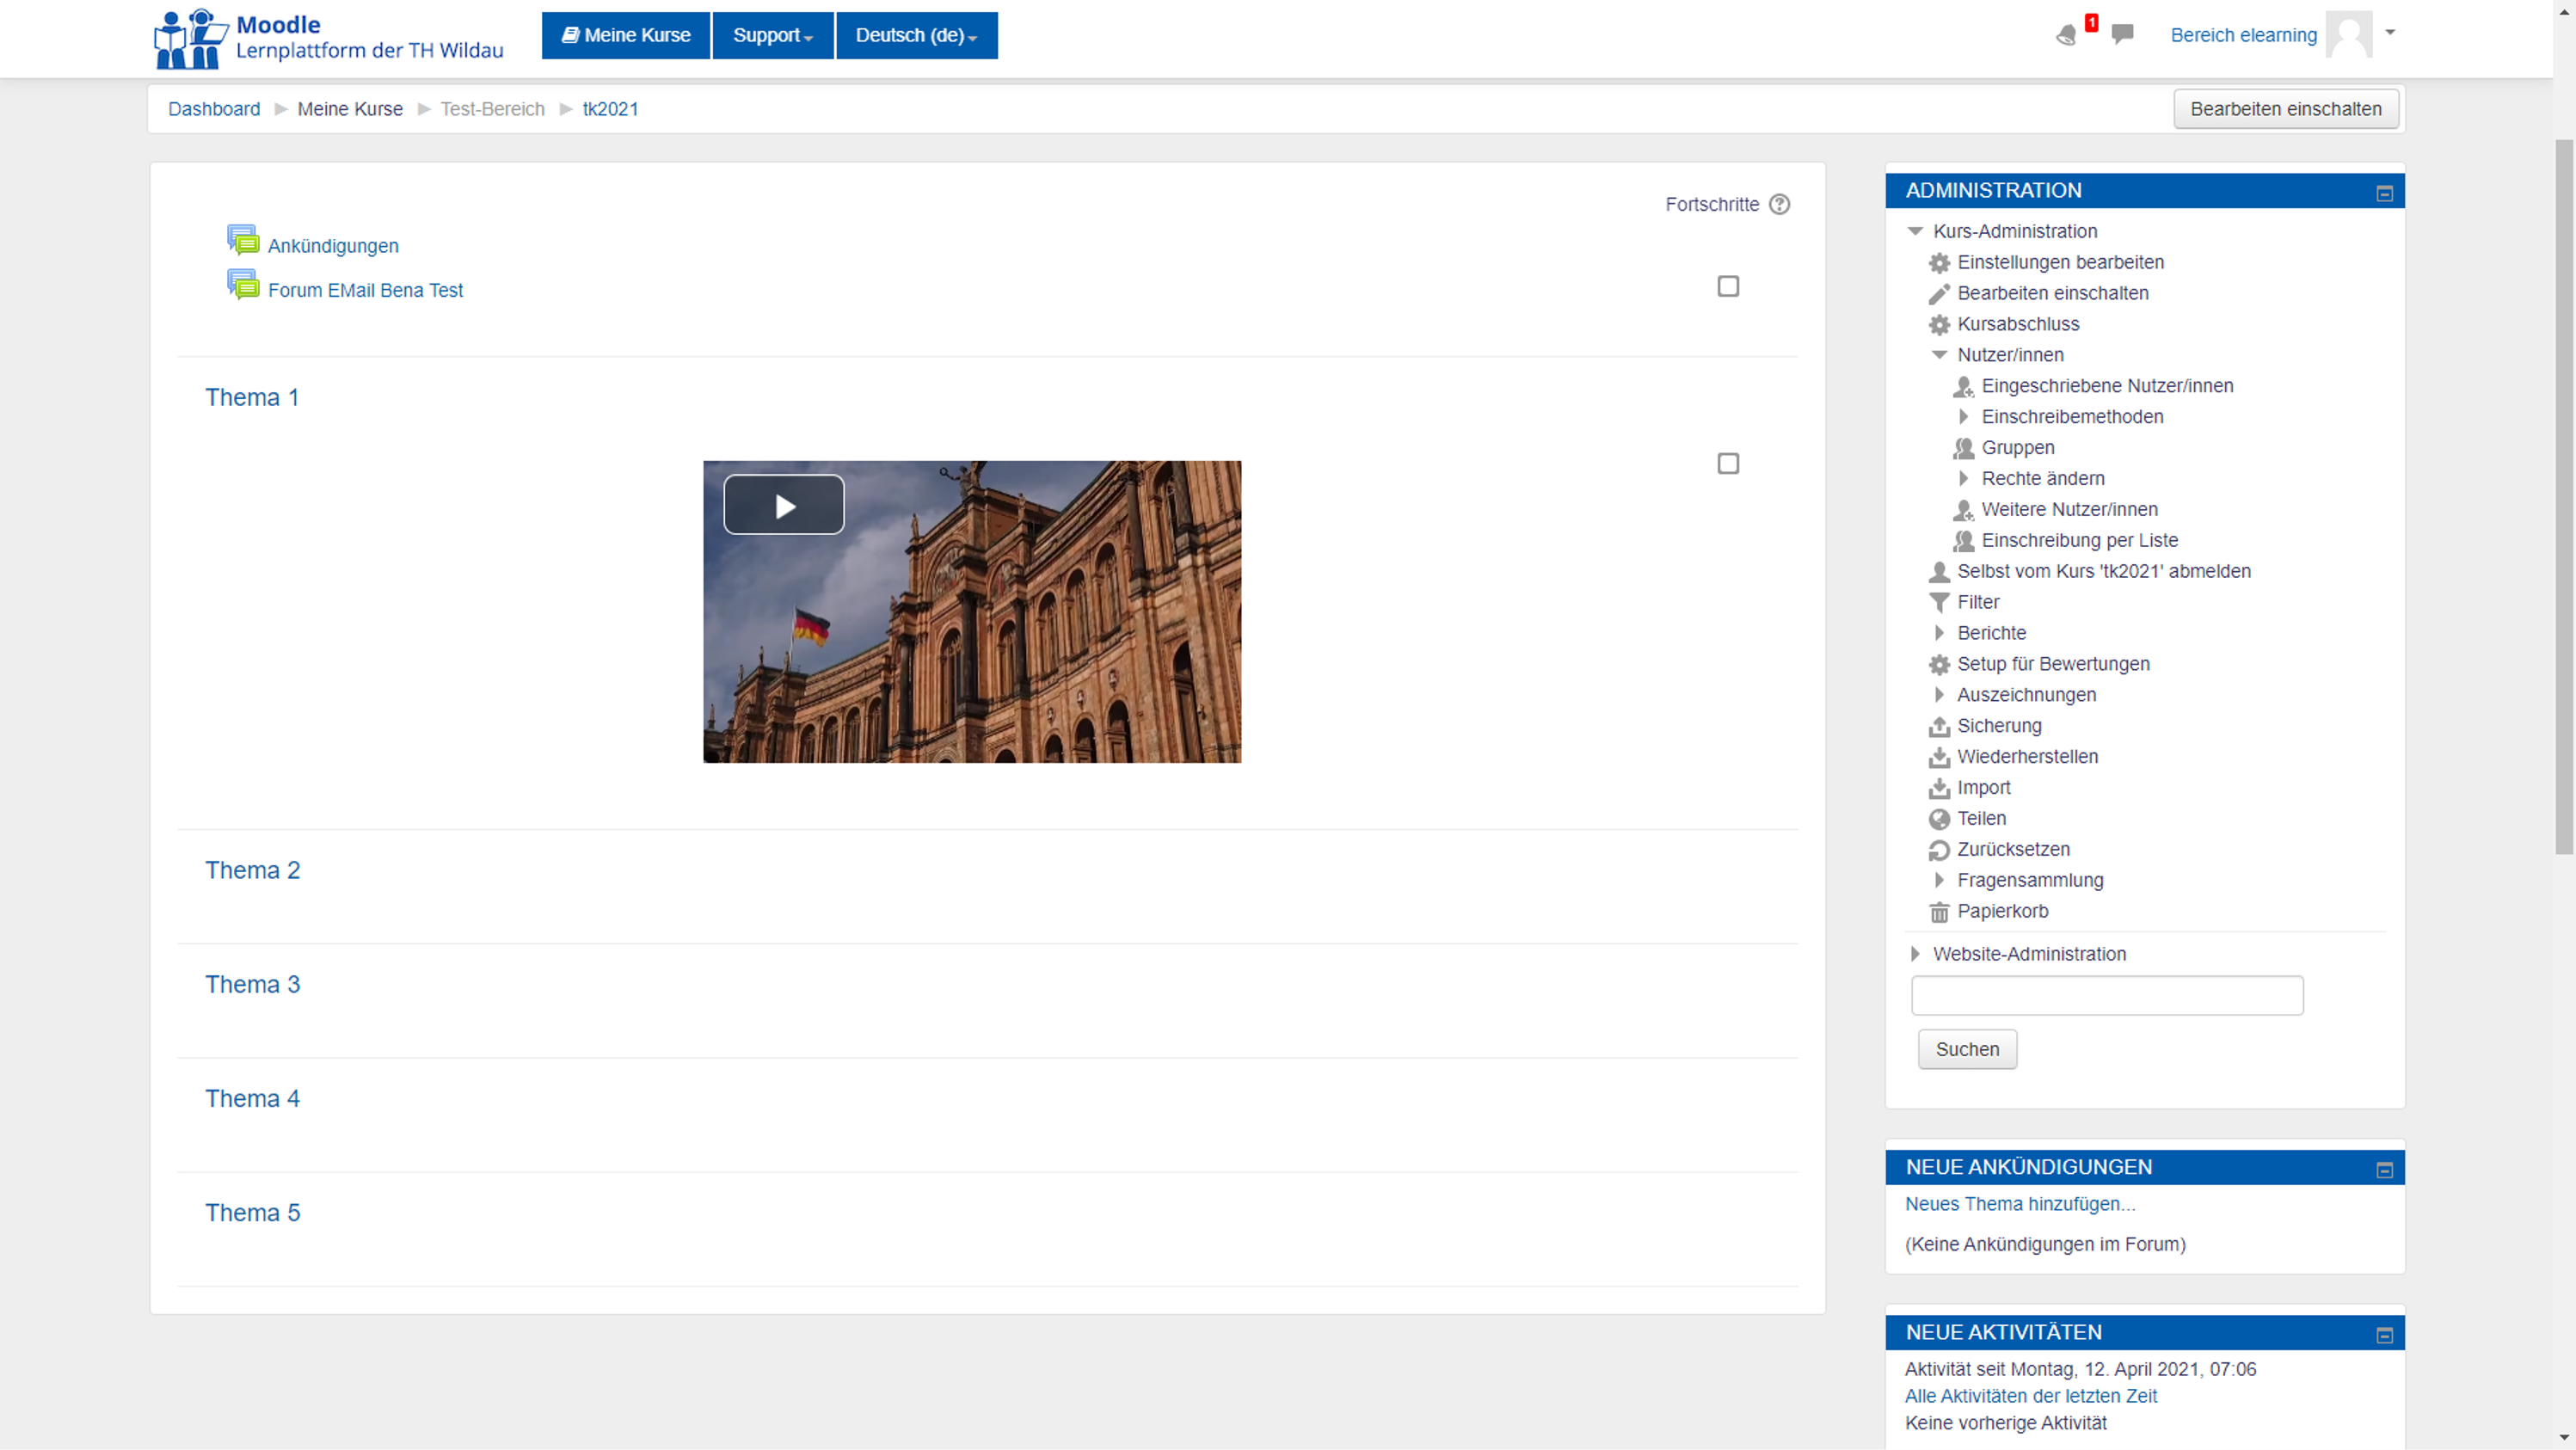 Moodle
Lernplattform der TH Wildau
Meine Kurse
Support
Deutsch (de)
1
Bereich elearning
Dashboard Meine Kurse Test-Bereich tk2021
Bearbeiten einschalten
Fortschritte
Ankündigungen
Forum EMail Bena Test
Thema 1
Thema 2
Thema 3
Thema 4
Thema 5
ADMINISTRATION
Kurs-Administration
Einstellungen bearbeiten
Bearbeiten einschalten
Kursabschluss
Nutzer/innen
Eingeschriebene Nutzer/innen
Einschreibemethoden
Gruppen
Rechte ändern
Weitere Nutzer/innen
Einschreibung per Liste
Selbst vom Kurs 'tk2021' abmelden
Filter
Berichte
Setup für Bewertungen
Auszeichnungen
Sicherung
Wiederherstellen
Import
Teilen
Zurücksetzen
Fragensammlung
Papierkorb
Website-Administration
Suchen
NEUE ANKÜNDIGUNGEN
Neues Thema hinzufügen...
(Keine Ankündigungen im Forum)
NEUE AKTIVITÄTEN
Aktivität seit Montag, 12. April 2021, 07:06
Alle Aktivitäten der letzten Zeit
Keine vorherige Aktivität